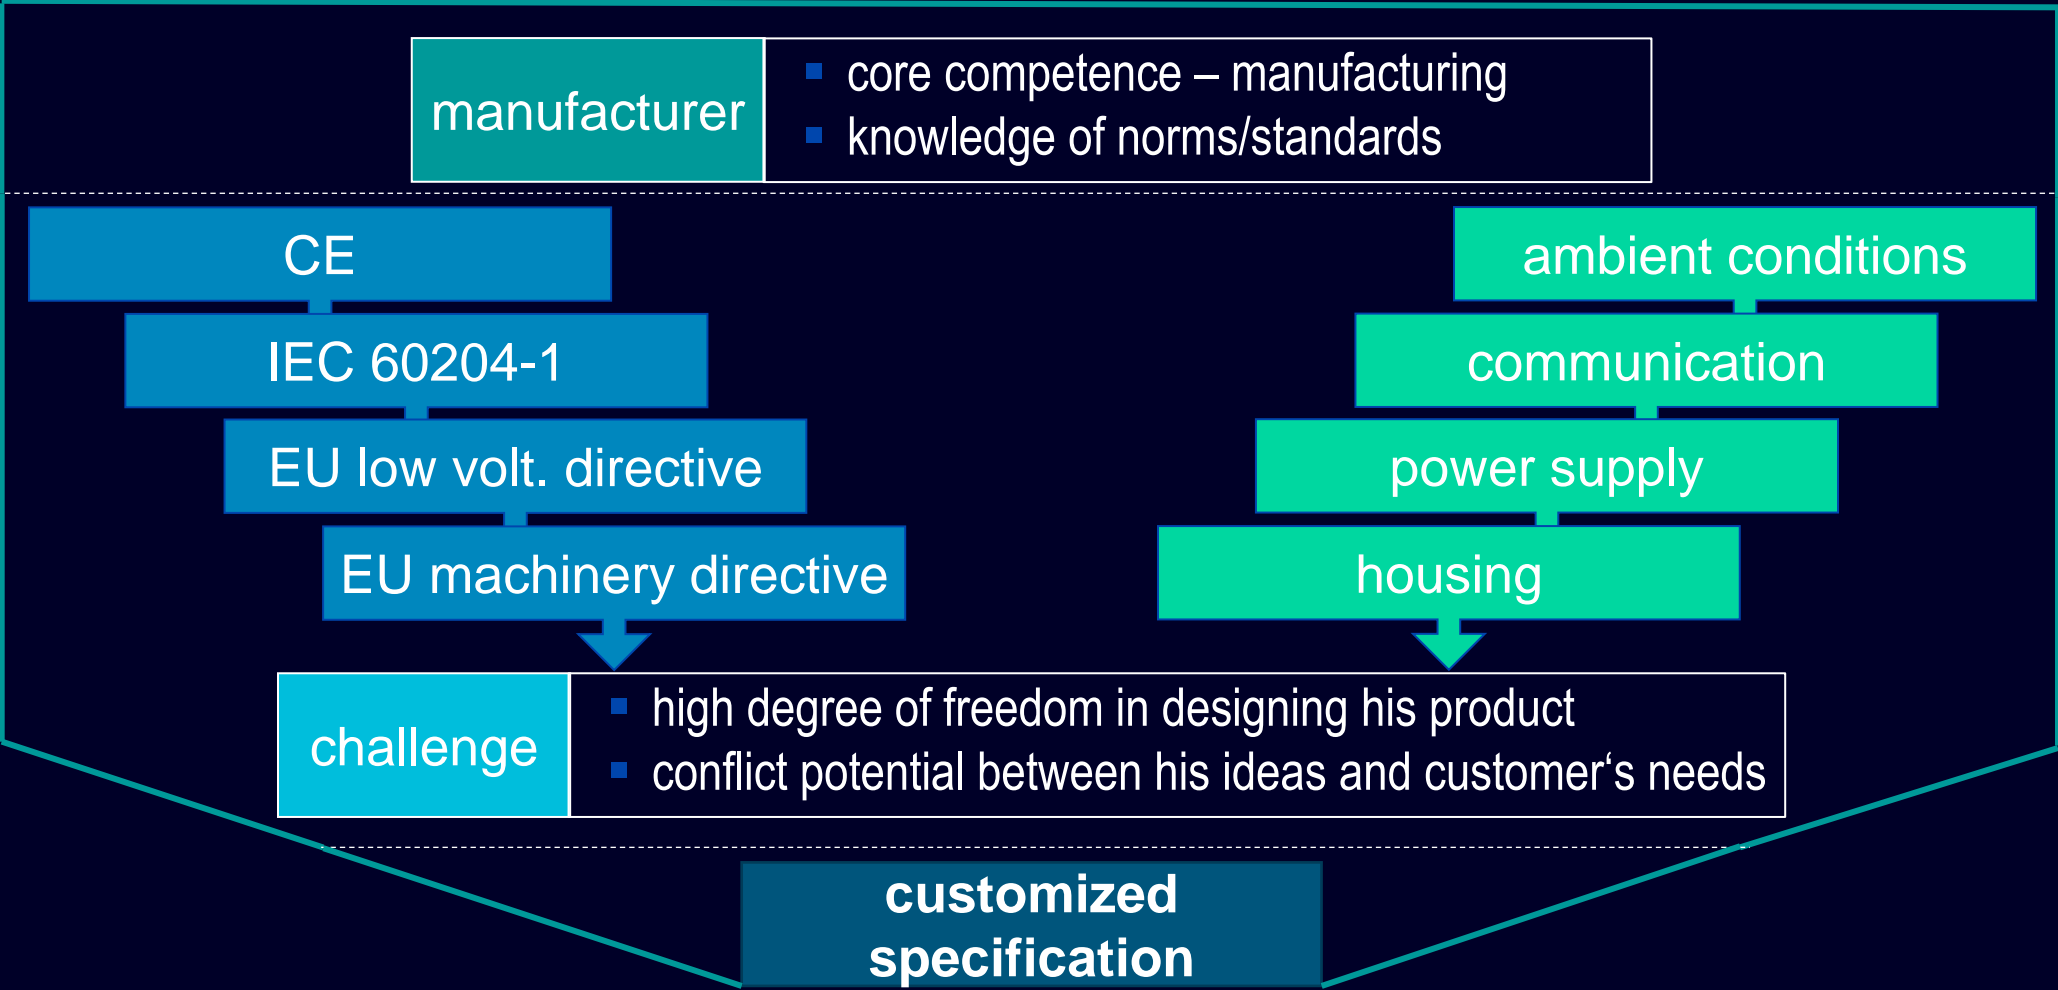 manufacturer
core competence – manufacturing
knowledge of norms/standards
CE
IEC 60204-1
EU low volt. directive
EU machinery directive
ambient conditions
communication
power supply
housing
challenge
high degree of freedom in designing his product
conflict potential between his ideas and customer‘s needs
customized
specification